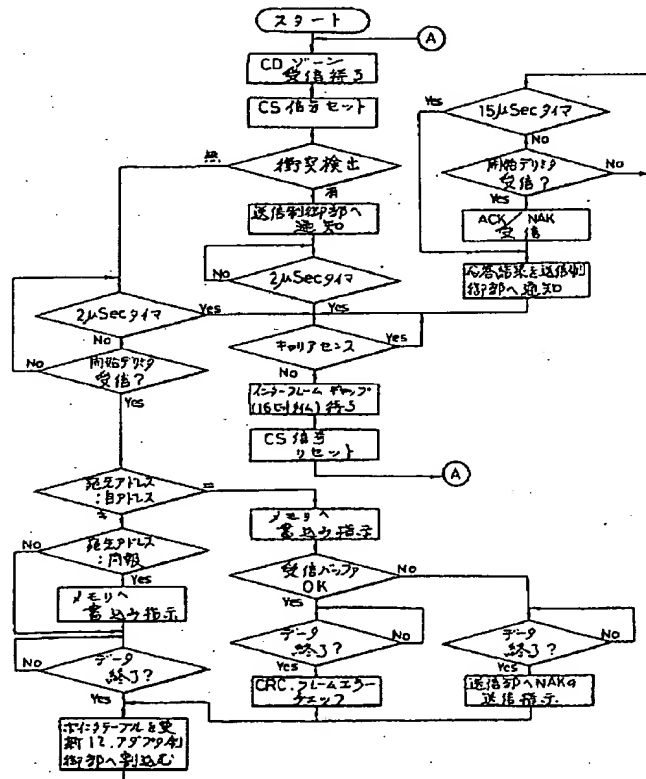 スタート
A
CD ゾーン
受信待ち
CS 信号セット
衝突検出
無
有
送信制御部へ
通知
No
2μSecタイマ
Yes
15μSecタイマ
Yes
No
開始デリミタ
受信?
No
Yes
ACK/NAK
受信
応答結果を送信制
御部へ通知
2μSecタイマ
Yes
No
開始デリミタ
受信?
No
Yes
キャリアセンス
Yes
No
インターフレームギャップ
(16ビットタイム)待ち
CS 信号
リセット
A
宛先アドレス
:自アドレス
=
≠
宛先アドレス
:同報
No
Yes
メモリへ
書込み指示
データ
終了?
No
Yes
メモリへ
書込み指示
受信バッファ
OK
No
Yes
データ
終了?
No
Yes
CRC.フレームエラー
チェック
データ
終了?
No
Yes
送信部へNAKの
送信指示
ポインタテーブルを更
新し.アダプタ制
御部へ割込む